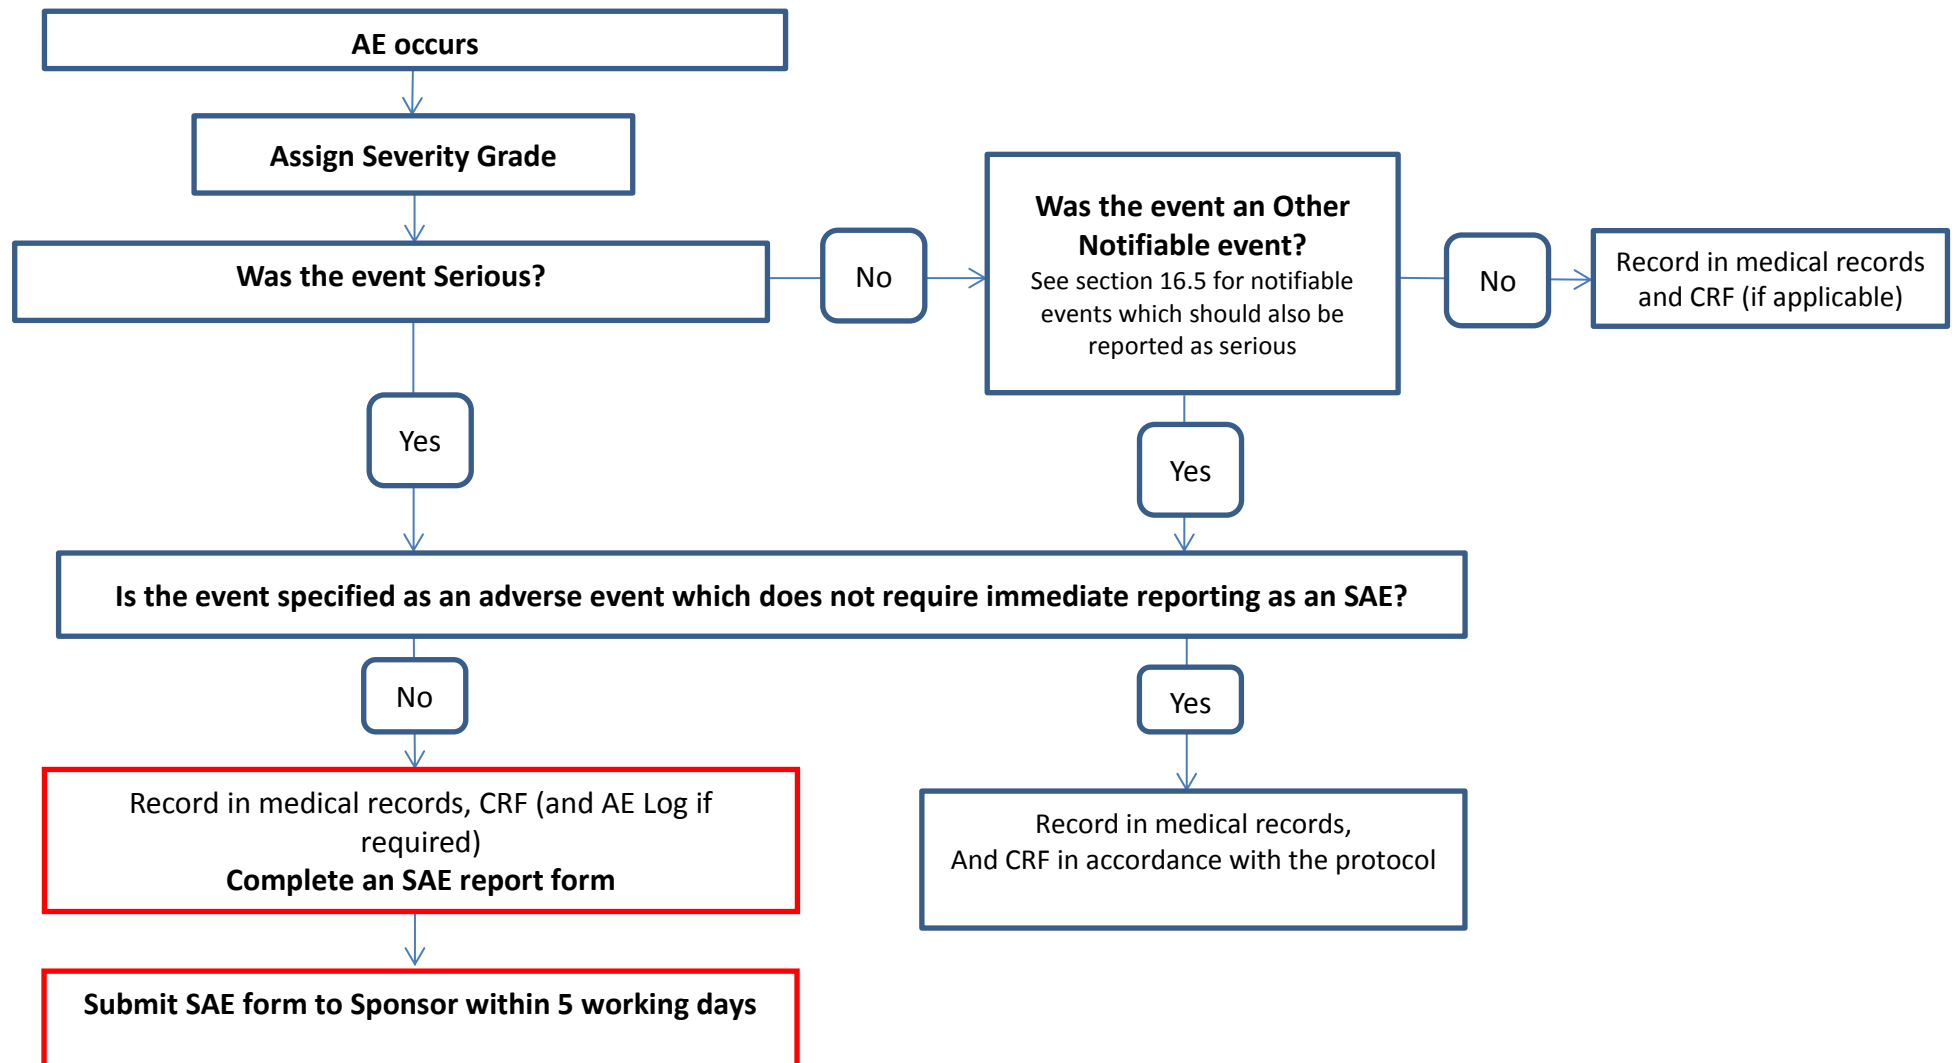 AE occurs
Assign Severity Grade
Was the event Serious?
No
Was the event an Other
Notifiable event?
See section 16.5 for notifiable
events which should also be
reported as serious
No
Record in medical records
and CRF (if applicable)
Yes
Yes
Is the event specified as an adverse event which does not require immediate reporting as an SAE?
No
Yes
Record in medical records, CRF (and AE Log if
required)
Complete an SAE report form
Record in medical records,
And CRF in accordance with the protocol
Submit SAE form to Sponsor within 5 working days